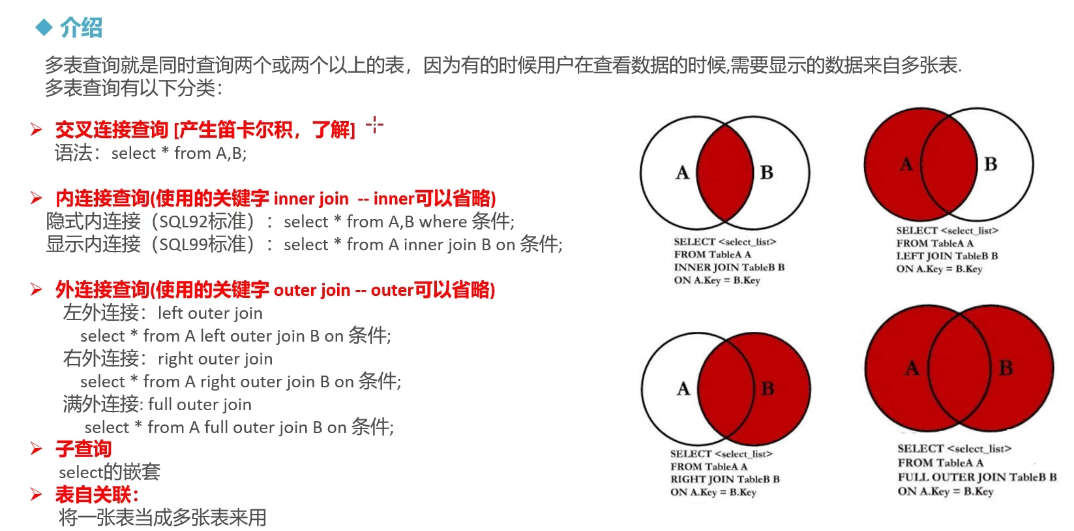 介绍
多表查询就是同时查询两个或两个以上的表，因为有的时候用户在查看数据的时候,需要显示的数据来自多张表.
多表查询有以下分类：
交叉连接查询 [产生笛卡尔积，了解]
语法：select * from A,B;
内连接查询(使用的关键字 inner join -- inner可以省略)
隐式内连接（SQL92标准）：select * from A,B where 条件;
显示内连接（SQL99标准）：select * from A inner join B on 条件;
外连接查询(使用的关键字 outer join -- outer可以省略)
左外连接：left outer join
select * from A left outer join B on 条件;
右外连接：right outer join
select * from A right outer join B on 条件;
满外连接: full outer join
select * from A full outer join B on 条件;
子查询
select的嵌套
表自关联：
将一张表当成多张表来用
A B
SELECT <select_list>
FROM TableA A
INNER JOIN TableB B
ON A.Key = B.Key
A B
SELECT <select_list>
FROM TableA A
LEFT JOIN TableB B
ON A.Key = B.Key
A B
SELECT <select_list>
FROM TableA A
RIGHT JOIN TableB B
ON A.Key = B.Key
A B
SELECT <select_list>
FROM TableA A
FULL OUTER JOIN TableB B
ON A.Key = B.Key